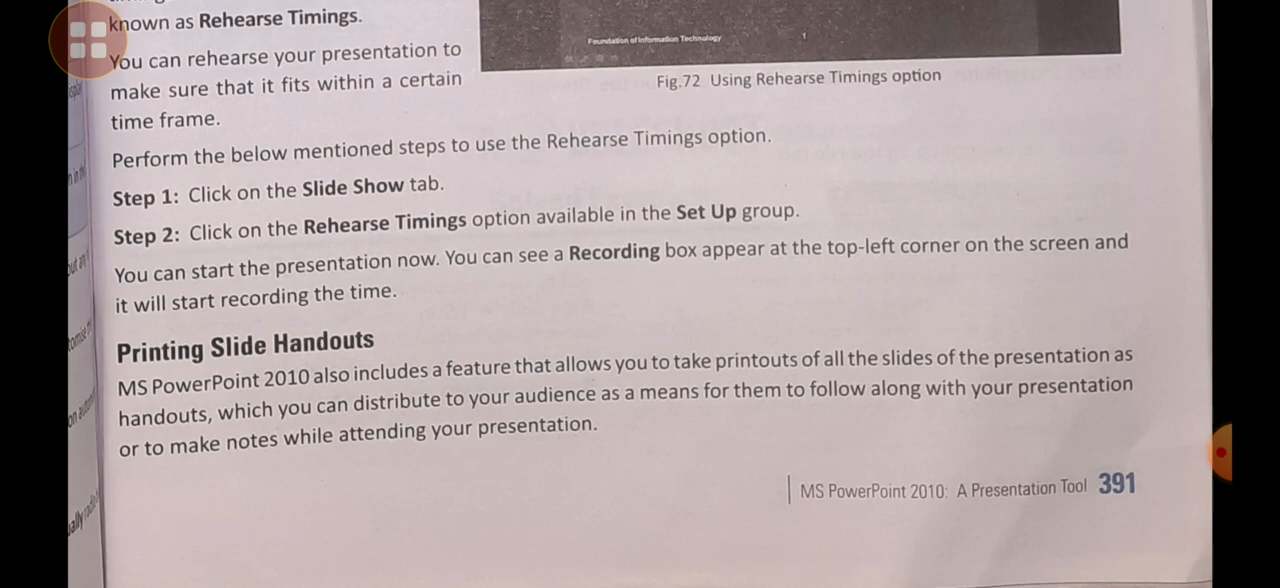 known as Rehearse Timings.
You can rehearse your presentation to
make sure that it fits within a certain
time frame.
Foundation of Information Technology
1
Fig.72 Using Rehearse Timings option
Perform the below mentioned steps to use the Rehearse Timings option.
Step 1: Click on the Slide Show tab.
Step 2: Click on the Rehearse Timings option available in the Set Up group.
You can start the presentation now. You can see a Recording box appear at the top-left corner on the screen and
it will start recording the time.
Printing Slide Handouts
MS PowerPoint 2010 also includes a feature that allows you to take printouts of all the slides of the presentation as
handouts, which you can distribute to your audience as a means for them to follow along with your presentation
or to make notes while attending your presentation.
MS PowerPoint 2010: A Presentation Tool 391